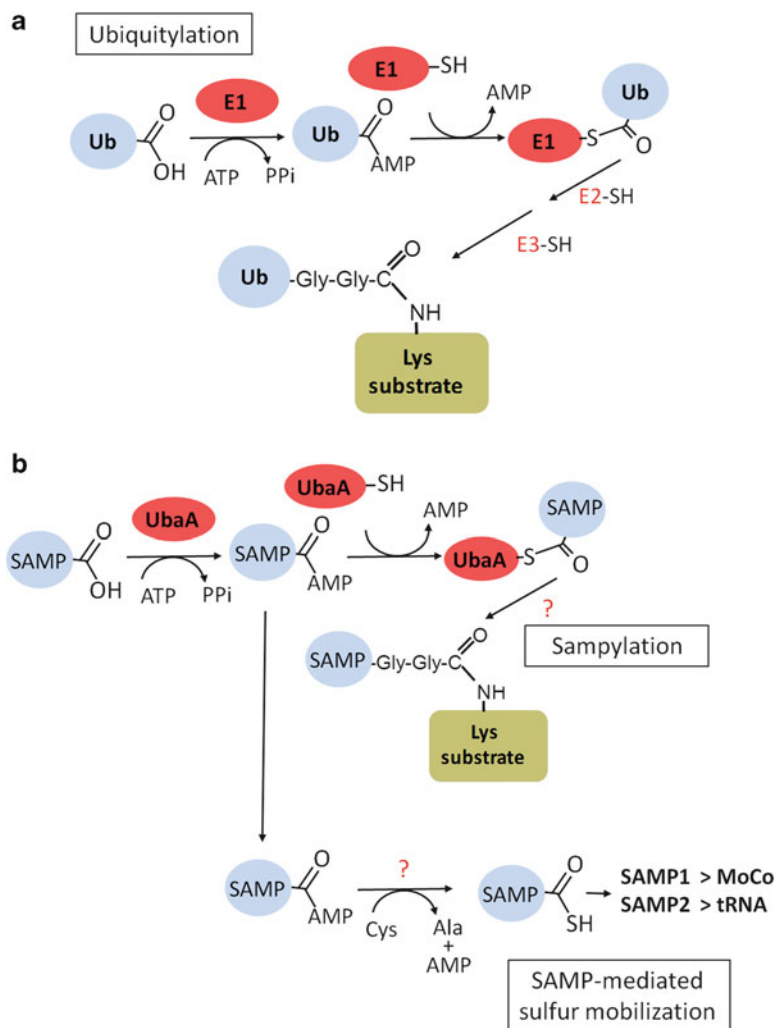 a
Ubiquitylation
E1
E1 -SH
AMP
Ub
Ub
O
OH
ATP
PPi
Ub
O
AMP
E1
S
O
E2-SH
E3-SH
Ub
-Gly-Gly-C
O
NH
Lys
substrate
b
UbaA
UbaA -SH
AMP
SAMP
SAMP
O
OH
ATP
PPi
SAMP
O
AMP
UbaA
S
O
?
Sampylation
SAMP
-Gly-Gly-C
O
NH
Lys
substrate
SAMP
O
AMP
?
Cys
Ala
+
AMP
SAMP
O
SH
SAMP1 > MoCo
SAMP2 > tRNA
SAMP-mediated
sulfur mobilization